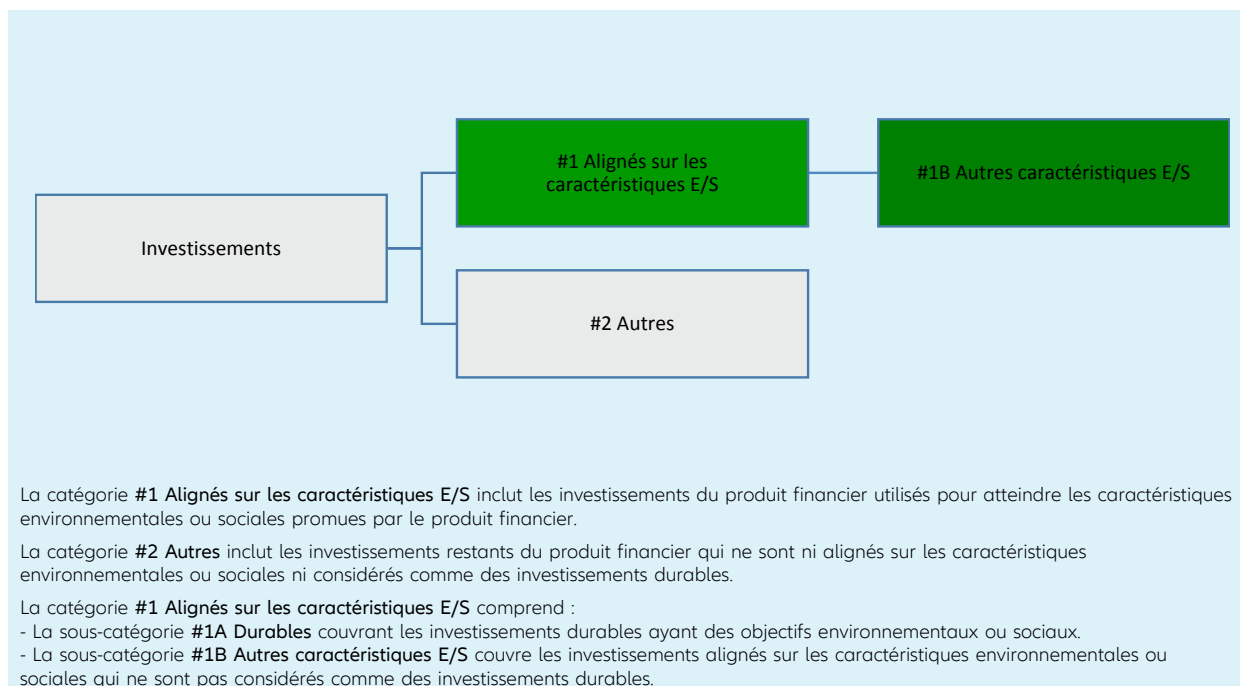 #1 Alignés sur les
caractéristiques E/S
#1B Autres caractéristiques E/S
Investissements
#2 Autres
La catégorie #1 Alignés sur les caractéristiques E/S inclut les investissements du produit financier utilisés pour atteindre les caractéristiques
environnementales ou sociales promues par le produit financier.
La catégorie #2 Autres inclut les investissements restants du produit financier qui ne sont ni alignés sur les caractéristiques
environnementales ou sociales ni considérés comme des investissements durables.
La catégorie #1 Alignés sur les caractéristiques E/S comprend :
- La sous-catégorie #1A Durables couvrant les investissements durables ayant des objectifs environnementaux ou sociaux.
- La sous-catégorie #1B Autres caractéristiques E/S couvre les investissements alignés sur les caractéristiques environnementales ou
sociales qui ne sont pas considérés comme des investissements durables.